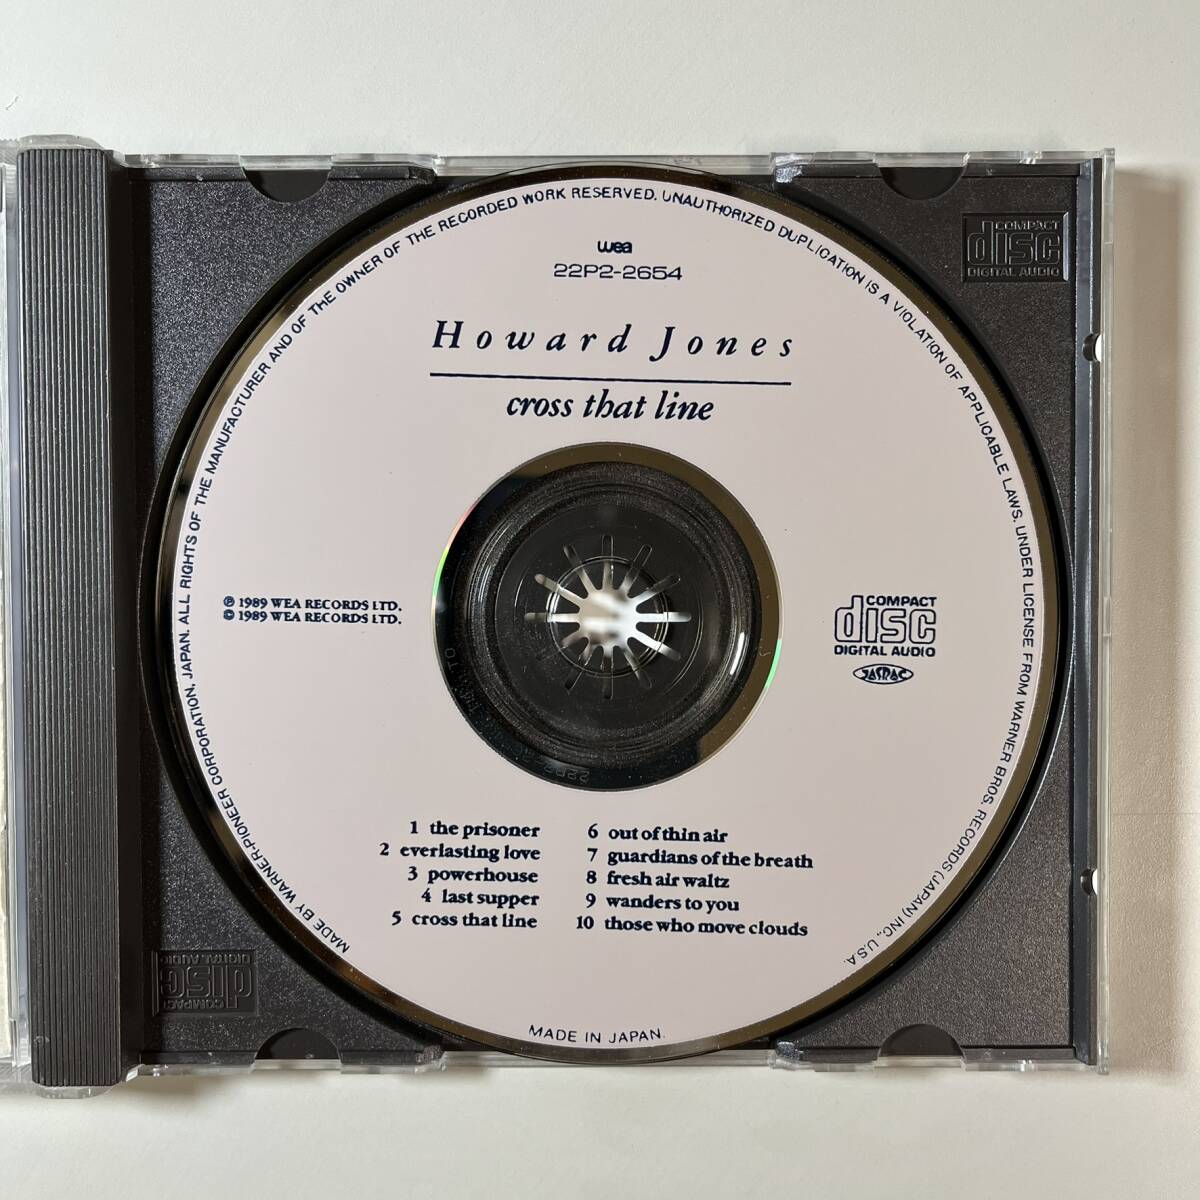 wea
22P2-2654
Howard Jones
cross that line
℗ 1989 WEA RECORDS LTD.
© 1989 WEA RECORDS LTD.
COMPACT
disc
DIGITAL AUDIO
JASRAC
1 the prisoner
2 everlasting love
3 powerhouse
4 last supper
5 cross that line
6 out of thin air
7 guardians of the breath
8 fresh air waltz
9 wanders to you
10 those who move clouds
MADE BY WARNER-PIONEER CORPORATION, JAPAN. ALL RIGHTS OF THE MANUFACTURER AND OF THE OWNER OF THE RECORDED WORK RESERVED. UNAUTHORIZED DUPLICATION IS A VIOLATION OF APPLICABLE LAWS. UNDER LICENSE FROM WARNER BROS. RECORDS (JAPAN) INC., U.S.A.
MADE IN JAPAN.
COMPACT
disc
DIGITAL AUDIO
COMPACT
disc
DIGITAL AUDIO